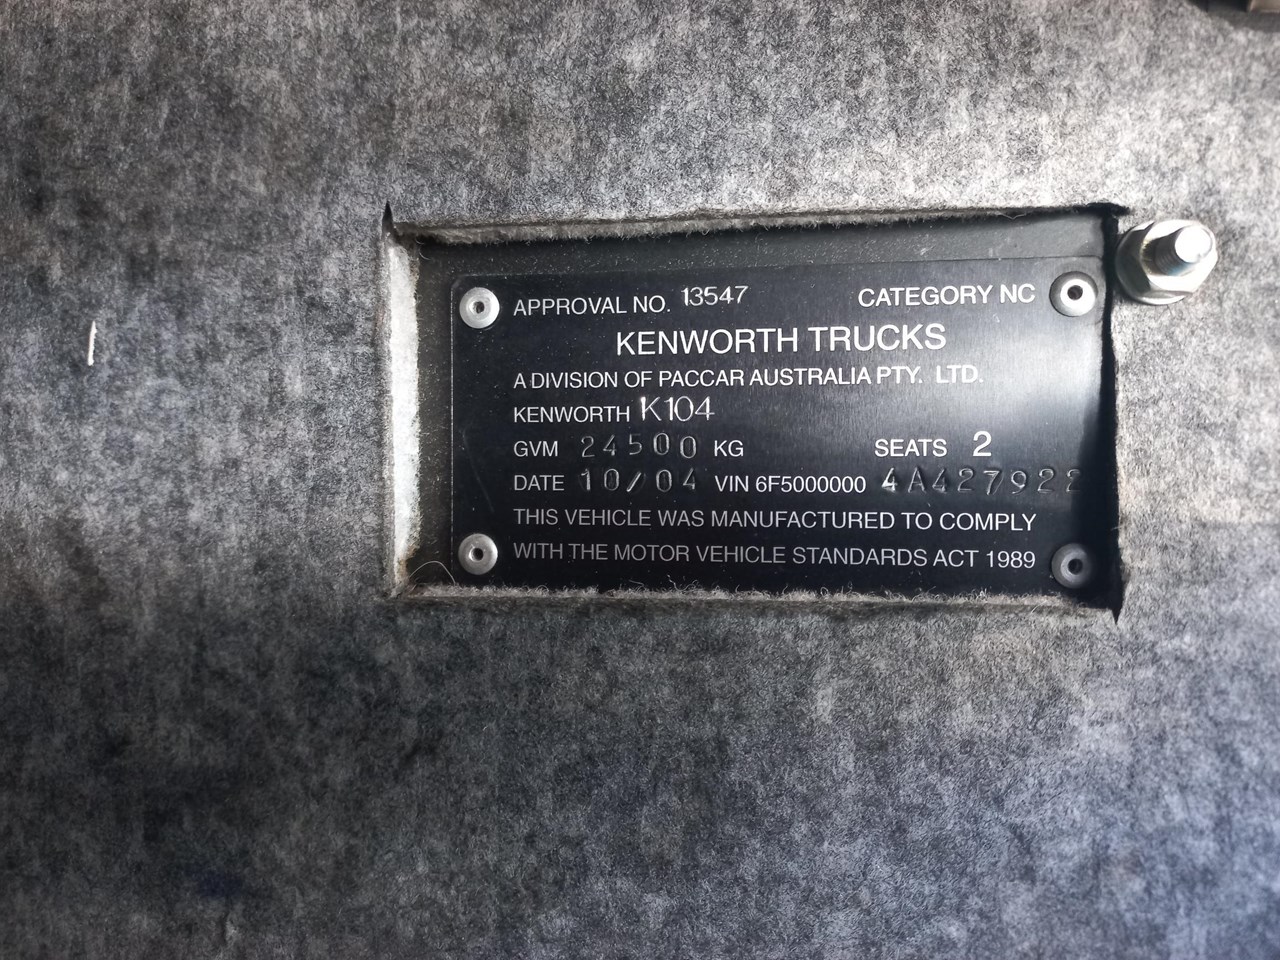 APPROVAL NO. 13547 CATEGORY NC
KENWORTH TRUCKS
A DIVISION OF PACCAR AUSTRALIA PTY. LTD.
KENWORTH K104
GVM 24500 KG SEATS 2
DATE 10/04 VIN 6F5000000 4A427922
THIS VEHICLE WAS MANUFACTURED TO COMPLY
WITH THE MOTOR VEHICLE STANDARDS ACT 1989